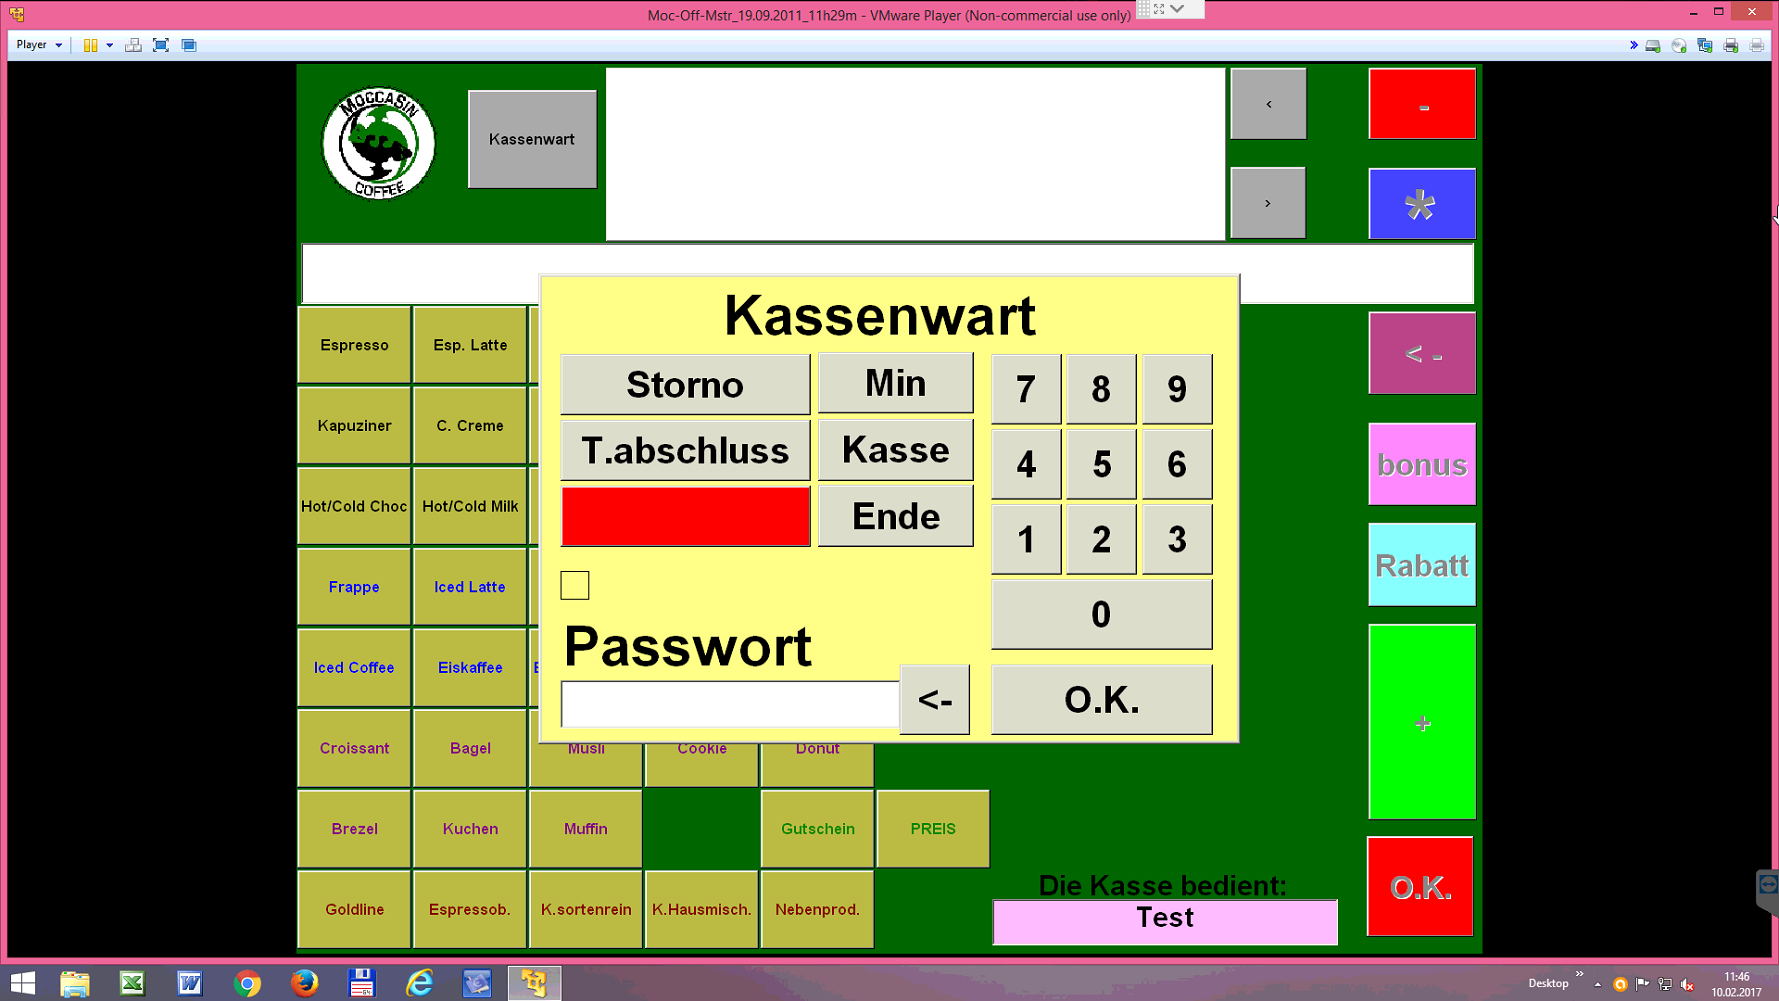 Moc-Off-Mstr_19.09.2011_11h29m - VMware Player (Non-commercial use only)
Player
MOCCASIN
COFFEE
Kassenwart
<
-
>
*
Kassenwart
Espresso
Esp. Latte
Storno
Min
7
8
9
< -
Kapuziner
C. Creme
T.abschluss
Kasse
4
5
6
bonus
Hot/Cold Choc
Hot/Cold Milk
Ende
1
2
3
Rabatt
Frappe
Iced Latte
0
Iced Coffee
Eiskaffee
Passwort
<-
O.K.
+
Croissant
Bagel
Müsli
Cookie
Donut
Brezel
Kuchen
Muffin
Gutschein
PREIS
Goldline
Espressob.
K.sortenrein
K.Hausmisch.
Nebenprod.
Die Kasse bedient:
Test
O.K.
Desktop
11:46
10.02.2017